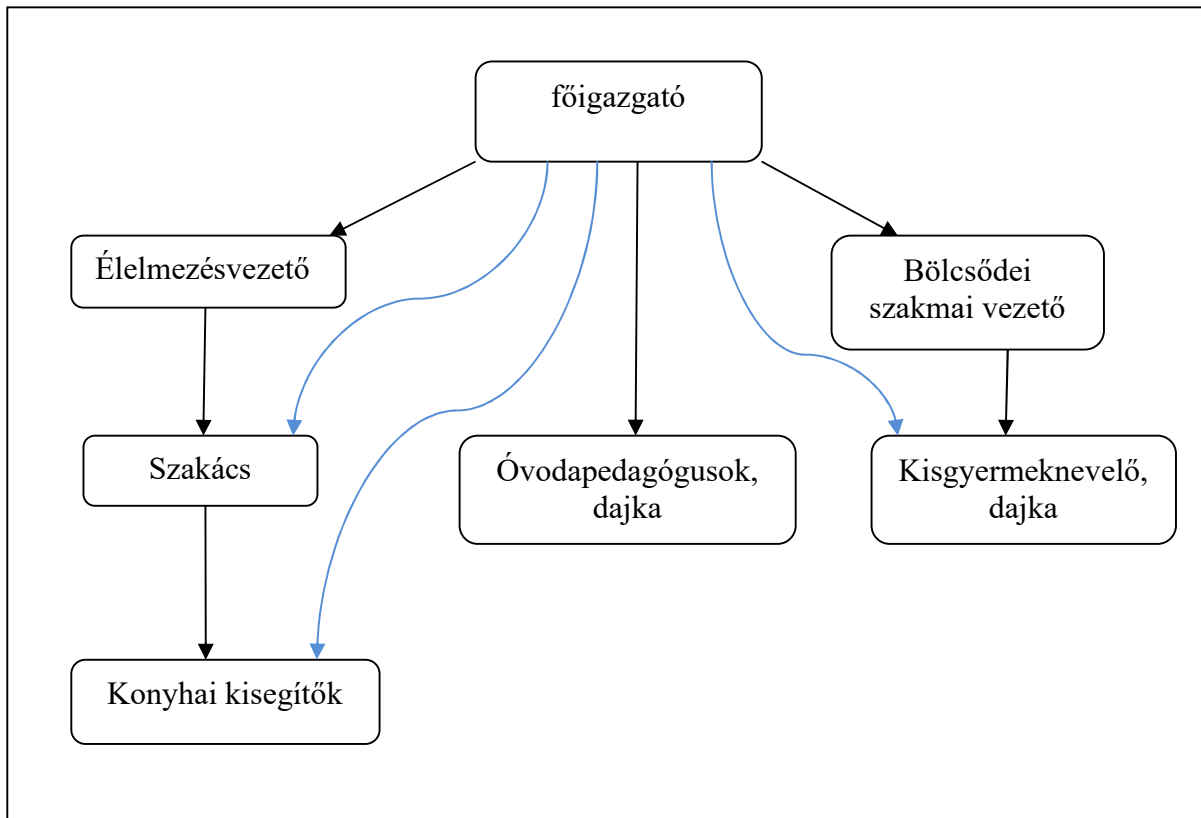 főigazgató
Élelmezésvezető
Bölcsődei
szakmai vezető
Szakács
Óvodapedagógusok,
dajka
Kisgyermeknevelő,
dajka
Konyhai kisegítők